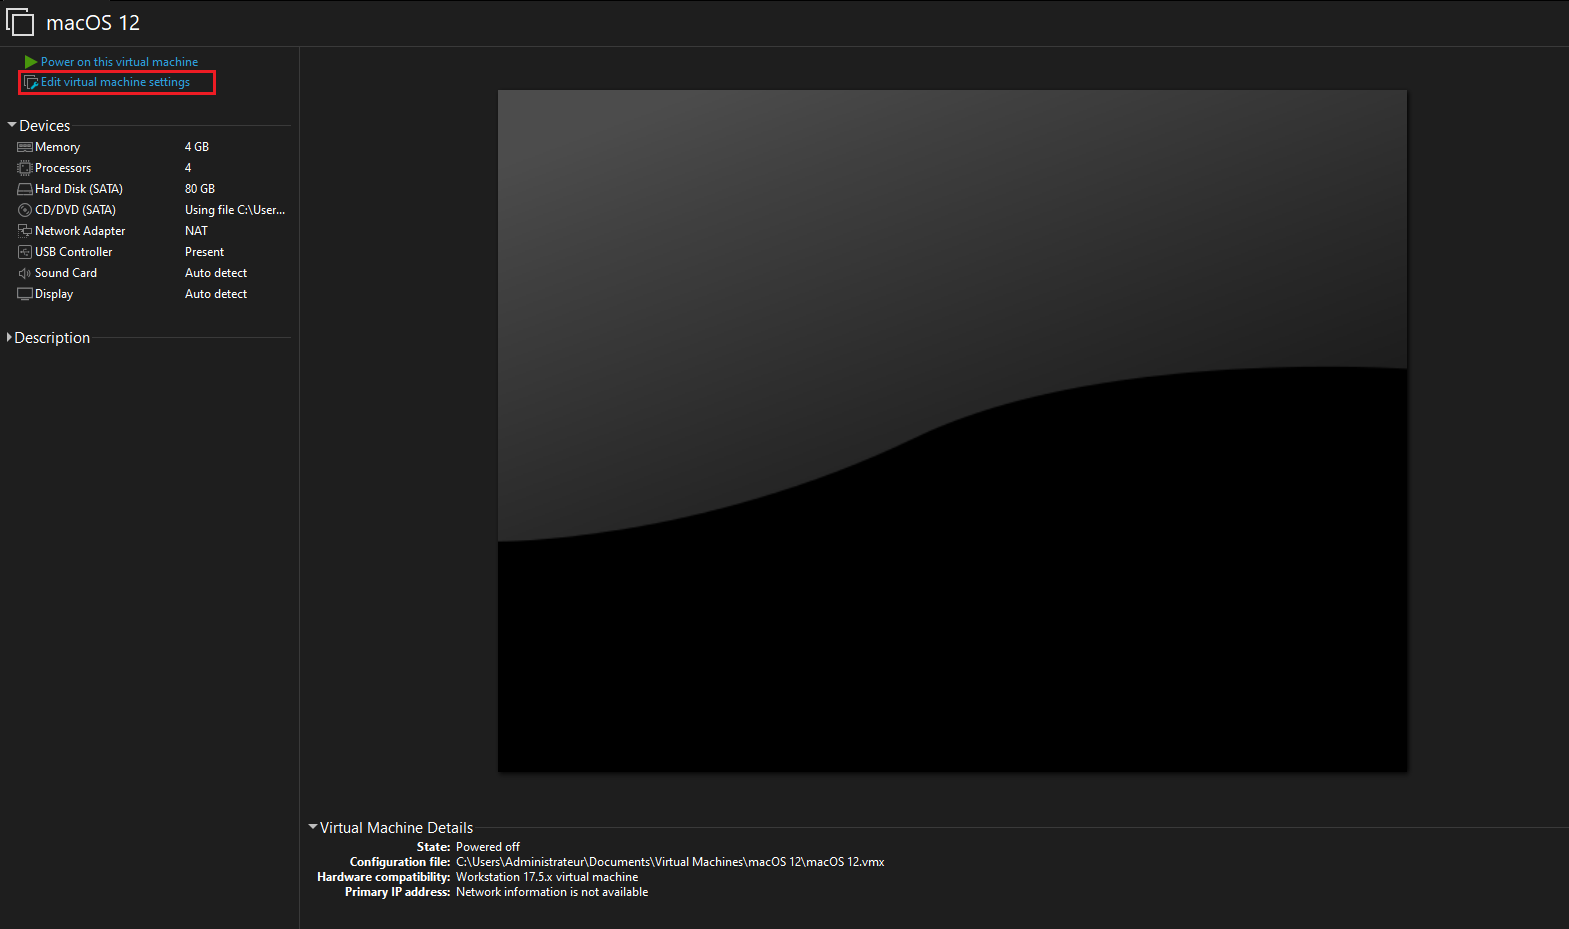 macOS 12
Power on this virtual machine
Edit virtual machine settings
Devices
Memory 4 GB
Processors 4
Hard Disk (SATA) 80 GB
CD/DVD (SATA) Using file C:\User...
Network Adapter NAT
USB Controller Present
Sound Card Auto detect
Display Auto detect
Description
Virtual Machine Details
State: Powered off
Configuration file: C:\Users\Administrateur\Documents\Virtual Machines\macOS 12\macOS 12.vmx
Hardware compatibility: Workstation 17.5.x virtual machine
Primary IP address: Network information is not available